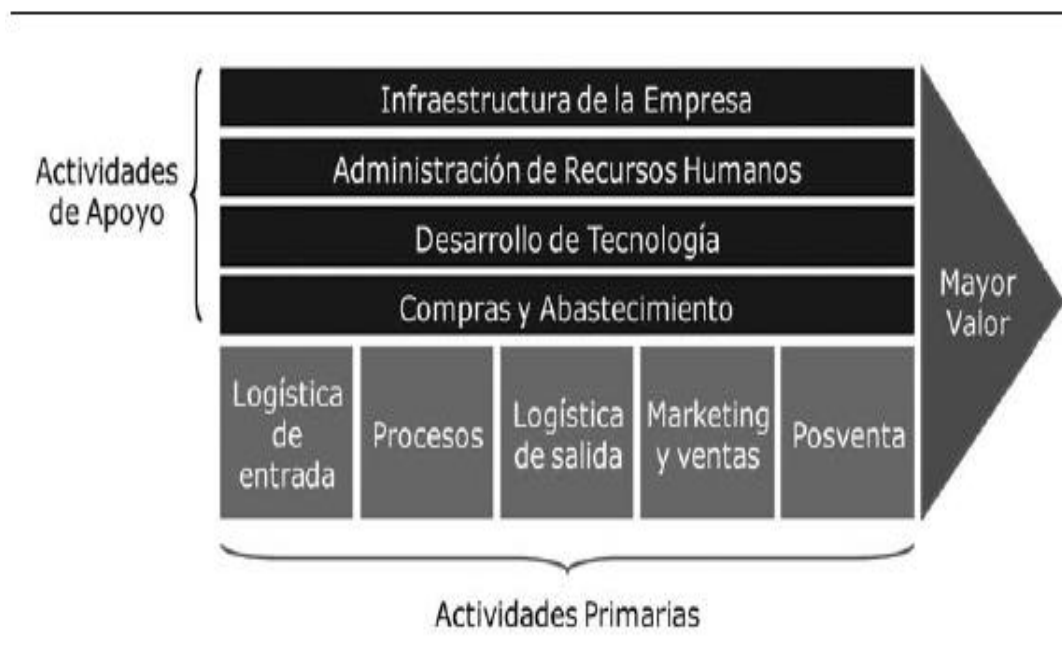 Infraestructura de la Empresa
Administración de Recursos Humanos
Desarrollo de Tecnología
Compras y Abastecimiento
Actividades
de Apoyo
Logística
de
entrada
Procesos
Logística
de salida
Marketing
y ventas
Posventa
Mayor
Valor
Actividades Primarias